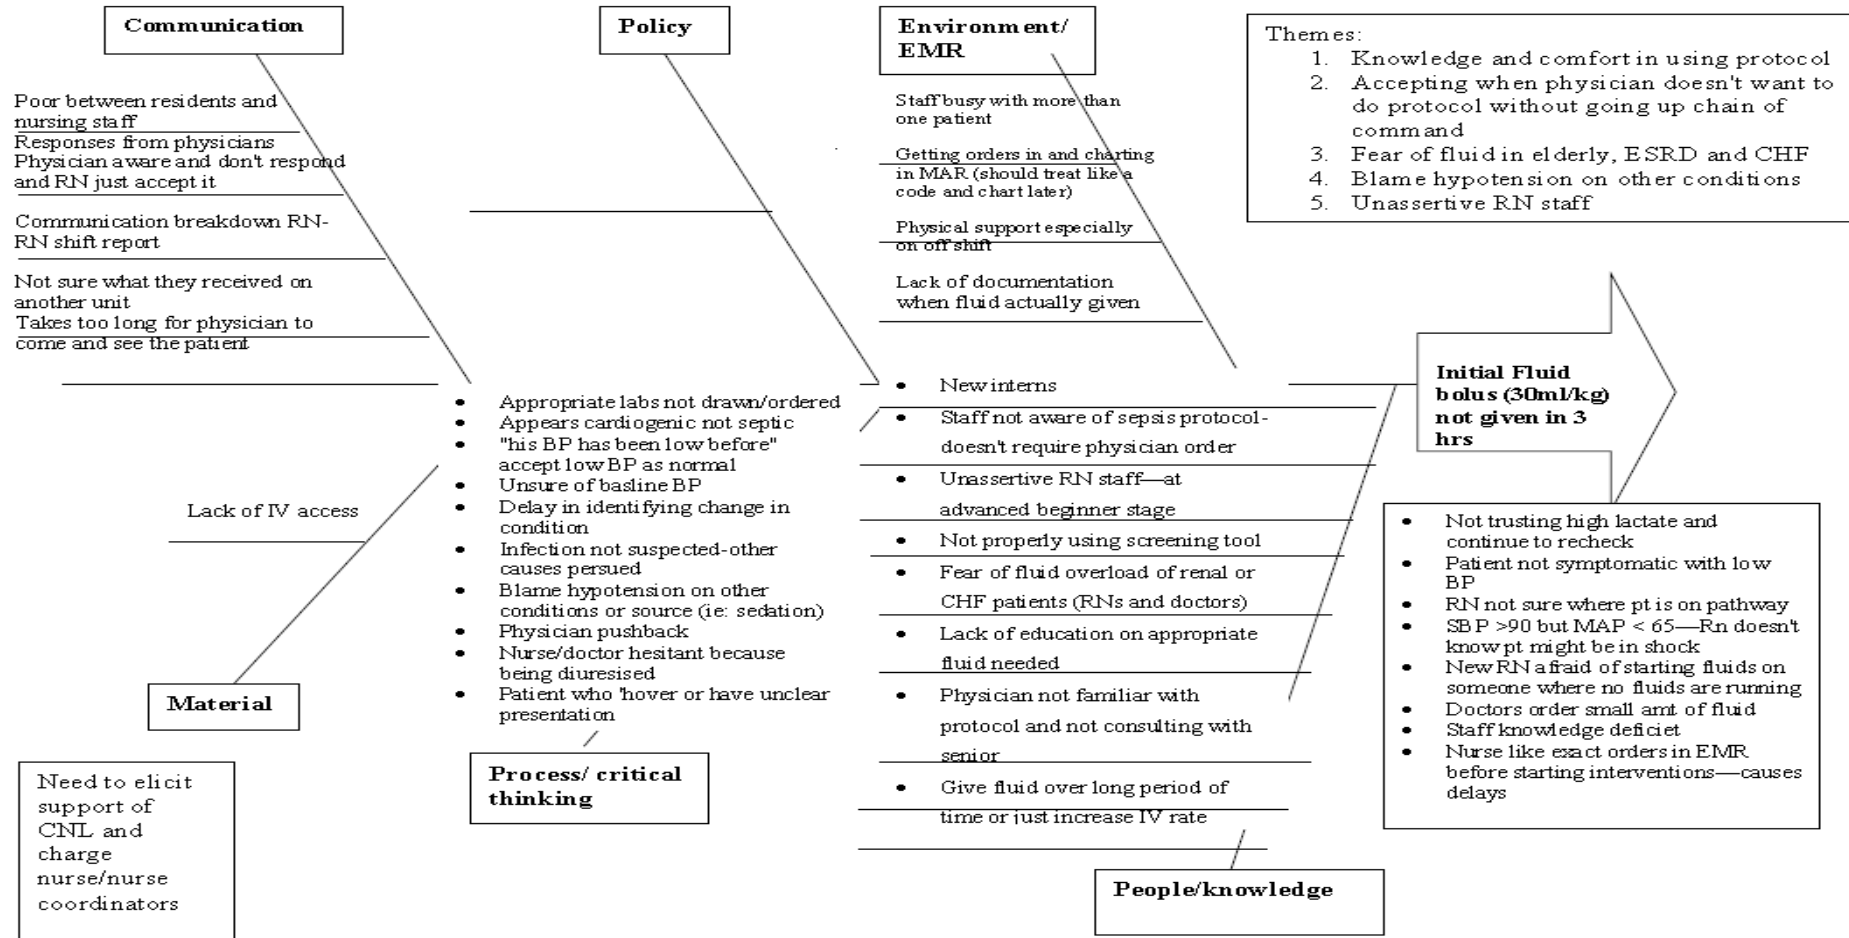 Communication
Poor between residents and
nursing staff
Responses from physicians
Physician aware and don't respond
and RN just accept it
Communication breakdown RN-
RN shift report
Not sure what they received on
another unit
Takes too long for physician to
come and see the patient
Policy
Environment/
EMR
Staff busy with more than
one patient
Getting orders in and charting
in MAR (should treat like a
code and chart later)
Physical support especially
on off shift
Lack of documentation
when fluid actually given
Themes:
1. Knowledge and comfort in using protocol
2. Accepting when physician doesn't want to
do protocol without going up chain of
command
3. Fear of fluid in elderly, ESRD and CHF
4. Blame hypotension on other conditions
5. Unassertive RN staff
Initial Fluid
bolus (30ml/kg)
not given in 3
hrs
Lack of IV access
Material
Need to elicit
support of
CNL and
charge
nurse/nurse
coordinators
• Appropriate labs not drawn/ordered
• Appears cardiogenic not septic
• "his BP has been low before"
accept low BP as normal
• Unsure of basline BP
• Delay in identifying change in
condition
• Infection not suspected-other
causes persued
• Blame hypotension on other
conditions or source (ie: sedation)
• Physician pushback
• Nurse/doctor hesitant because
being diuresised
• Patient who 'hover or have unclear
presentation
Process/ critical
thinking
• New interns
• Staff not aware of sepsis protocol-
doesn't require physician order
• Unassertive RN staff—at
advanced beginner stage
• Not properly using screening tool
• Fear of fluid overload of renal or
CHF patients (RNs and doctors)
• Lack of education on appropriate
fluid needed
• Physician not familiar with
protocol and not consulting with
senior
• Give fluid over long period of
time or just increase IV rate
People/knowledge
• Not trusting high lactate and
continue to recheck
• Patient not symptomatic with low
BP
• RN not sure where pt is on pathway
• SBP >90 but MAP < 65—Rn doesn't
know pt might be in shock
• New RN afraid of starting fluids on
someone where no fluids are running
• Doctors order small amt of fluid
• Staff knowledge deficiet
• Nurse like exact orders in EMR
before starting interventions—causes
delays